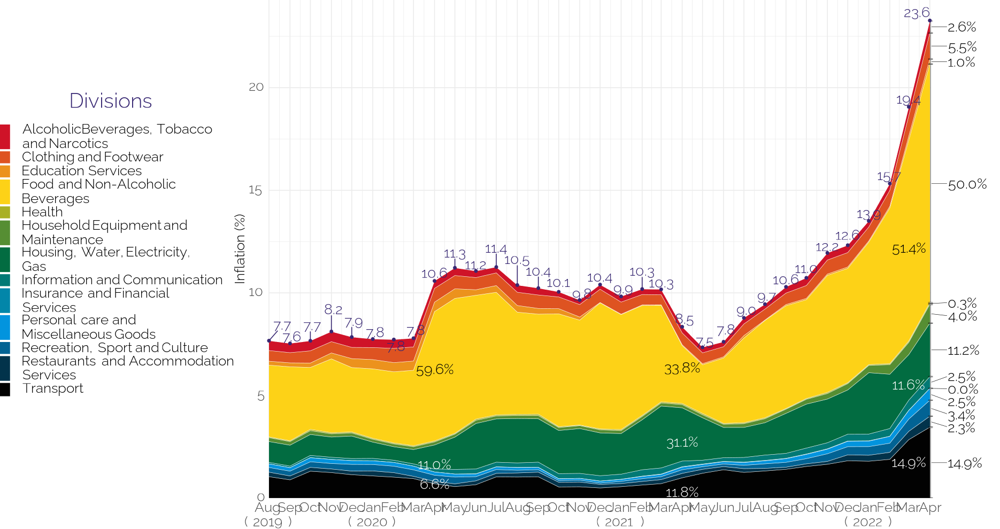 Divisions
Alcoholic Beverages, Tobacco
and Narcotics
Clothing and Footwear
Education Services
Food and Non-Alcoholic
Beverages
Health
Household Equipment and
Maintenance
Housing, Water, Electricity,
Gas
Information and Communication
Insurance and Financial
Services
Personal care and
Miscellaneous Goods
Recreation, Sport and Culture
Restaurants and Accommodation
Services
Transport
Inflation (%)
20
15
10
5
0
7.7
7.6
7.7
8.2
7.9
7.8
7.8
7.8
10.6
11.3
11.2
11.4
10.5
10.4
10.1
9.8
10.4
9.9
10.3
10.3
8.5
7.5
7.8
9.0
9.7
10.6
11.0
12.2
12.6
13.9
15.7
19.4
23.6
59.6%
11.0%
6.6%
33.8%
31.1%
11.8%
51.4%
11.6%
14.9%
2.6%
5.5%
1.0%
50.0%
0.3%
4.0%
11.2%
2.5%
0.0%
2.5%
3.4%
2.3%
14.9%
Aug Sep Oct Nov Dec Jan Feb Mar Apr May Jun Jul Aug Sep Oct Nov Dec Jan Feb Mar Apr May Jun Jul Aug Sep Oct Nov Dec Jan Feb Mar Apr
( 2019 ) ( 2020 ) ( 2021 ) ( 2022 )